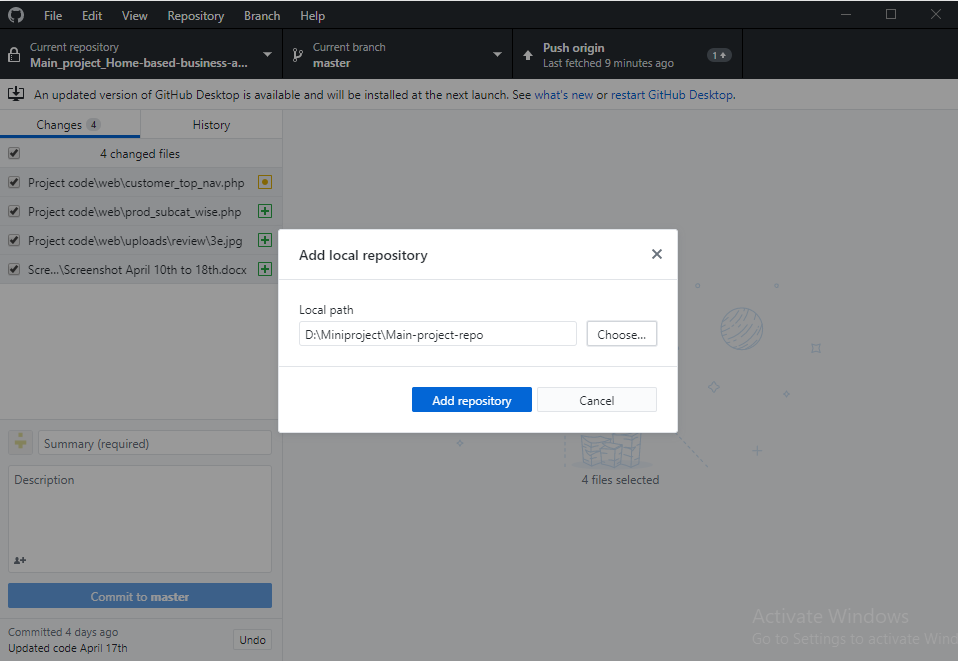 File Edit View Repository Branch Help
Current repository
Main_project_Home-based-business-a...
Current branch
master
Push origin
Last fetched 9 minutes ago
1
An updated version of GitHub Desktop is available and will be installed at the next launch. See what's new or restart GitHub Desktop.
Changes 4
History
4 changed files
Project code\web\customer_top_nav.php
Project code\web\prod_subcat_wise.php
Project code\web\uploads\review\3e.jpg
Scre...\Screenshot April 10th to 18th.docx
Add local repository
Local path
D:\Miniproject\Main-project-repo
Choose...
Add repository
Cancel
Summary (required)
Description
4 files selected
Commit to master
Committed 4 days ago
Updated code April 17th
Undo
Activate Windows
Go to Settings to activate Wind